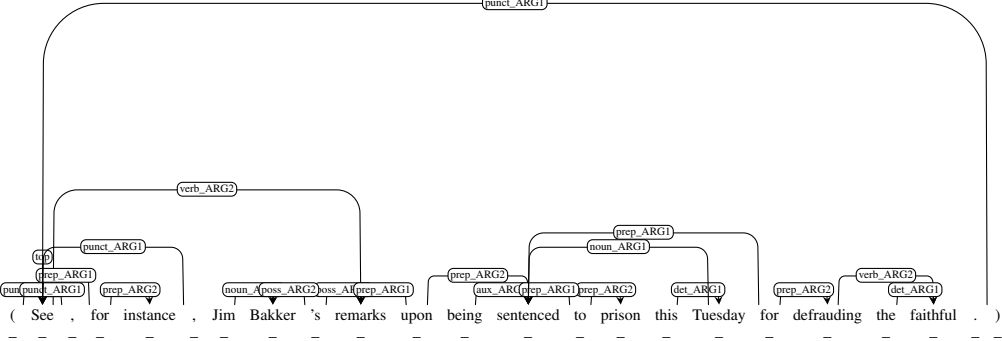 punct_ARG1
verb_ARG2
prep_ARG1
punct_ARG1 noun_ARG1
top
prep_ARG1 prep_ARG2 verb_ARG2
punct_ARG1 prep_ARG2 poss_ARG2 prep_ARG1 prep_ARG1 prep_ARG2 det_ARG1 prep_ARG2 det_ARG1
( See , for instance , Jim Bakker 's remarks upon being sentenced to prison this Tuesday for defrauding the faithful . )
_ _ _ _ _ _ _ _ _ _ _ _ _ _ _ _ _ _ _ _ _ _ _ _